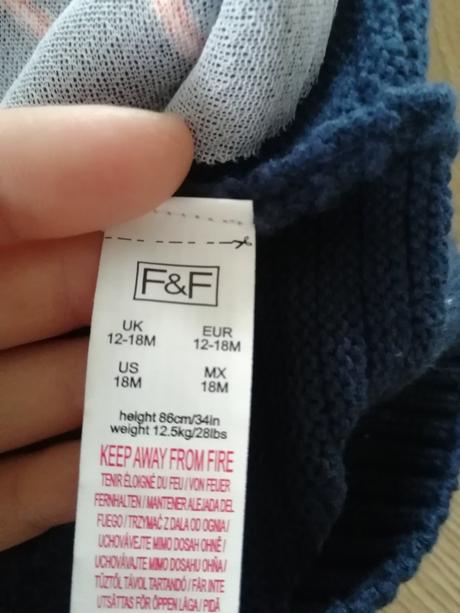 F&F
UK
12-18M
EUR
12-18M
US
18M
MX
18M
height 86cm/34in
weight 12.5kg/28lbs
KEEP AWAY FROM FIRE
TENIR ÉLOIGNÉ DU FEU / VON FEUER
FERNHALTEN / MANTENER ALEJADA DEL
FUEGO / TRZYMAĆ Z DALA OD OGNIA /
UCHOVÁVEJTE MIMO DOSAH OHNĚ /
UCHOVÁVAJTE MIMO DOSAHU OHŇA /
TŰZTŐL TÁVOL TARTANDÓ / FÅR INTE
UTSÄTTAS FÖR ÖPPEN LÅGA / PIDÄ